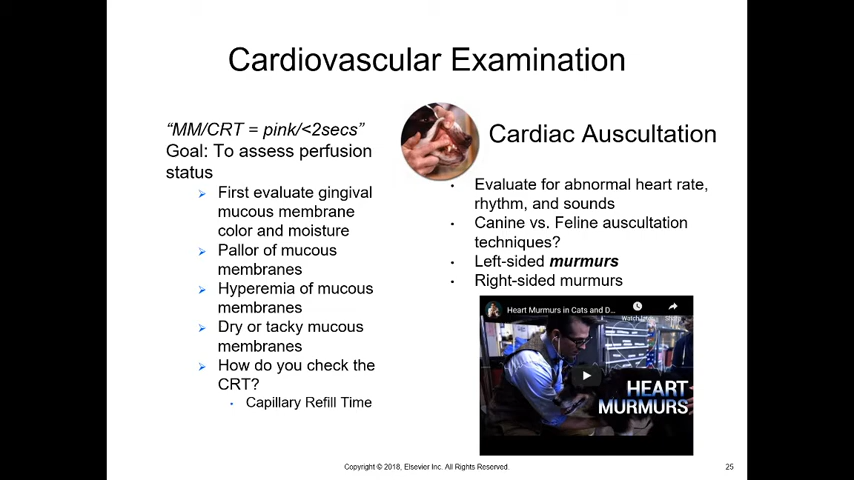 Cardiovascular Examination
“MM/CRT = pink/<2secs”
Goal: To assess perfusion
status
First evaluate gingival
mucous membrane
color and moisture
Pallor of mucous
membranes
Hyperemia of mucous
membranes
Dry or tacky mucous
membranes
How do you check the
CRT?
Capillary Refill Time
Cardiac Auscultation
Evaluate for abnormal heart rate,
rhythm, and sounds
Canine vs. Feline auscultation
techniques?
Left-sided murmurs
Right-sided murmurs
Heart Murmurs in Cats and D...
Share
HEART
MURMURS
Copyright © 2018, Elsevier Inc. All Rights Reserved.
25